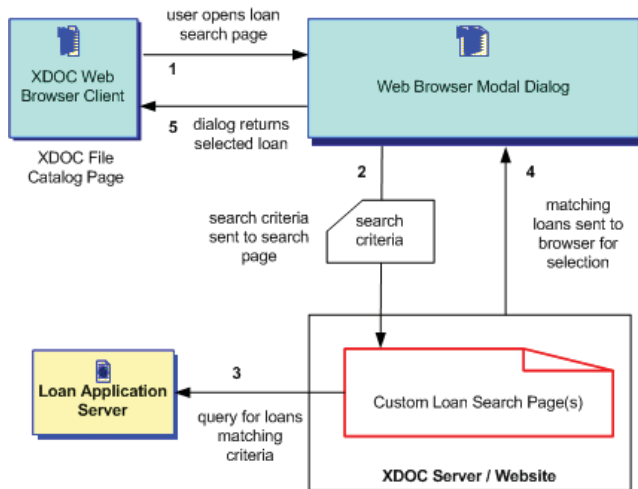 user opens loan
search page
1
XDOC Web
Browser Client
Web Browser Modal Dialog
5
dialog returns
selected loan
XDOC File
Catalog Page
2
4
search criteria
sent to search
page
search
criteria
matching
loans sent to
browser for
selection
3
Loan Application
Server
query for loans
matching
criteria
Custom Loan Search Page(s)
XDOC Server / Website